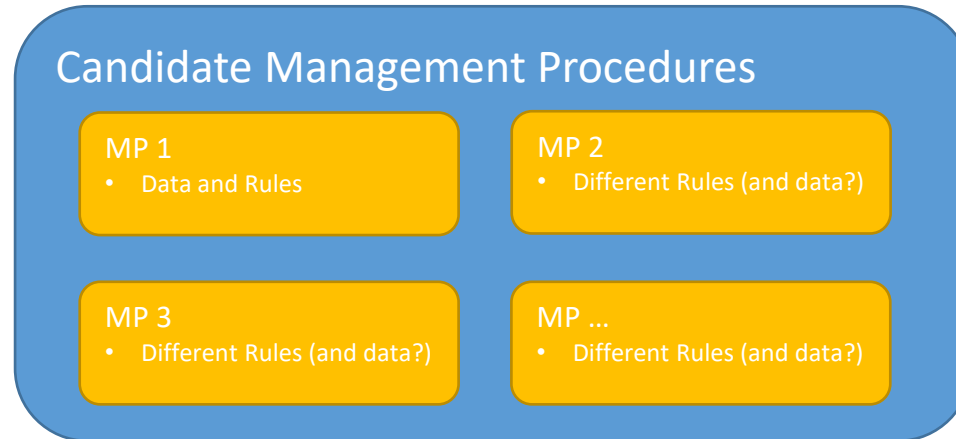 Candidate Management Procedures
MP 1
• Data and Rules
MP 2
• Different Rules (and data?)
MP 3
• Different Rules (and data?)
MP …
• Different Rules (and data?)